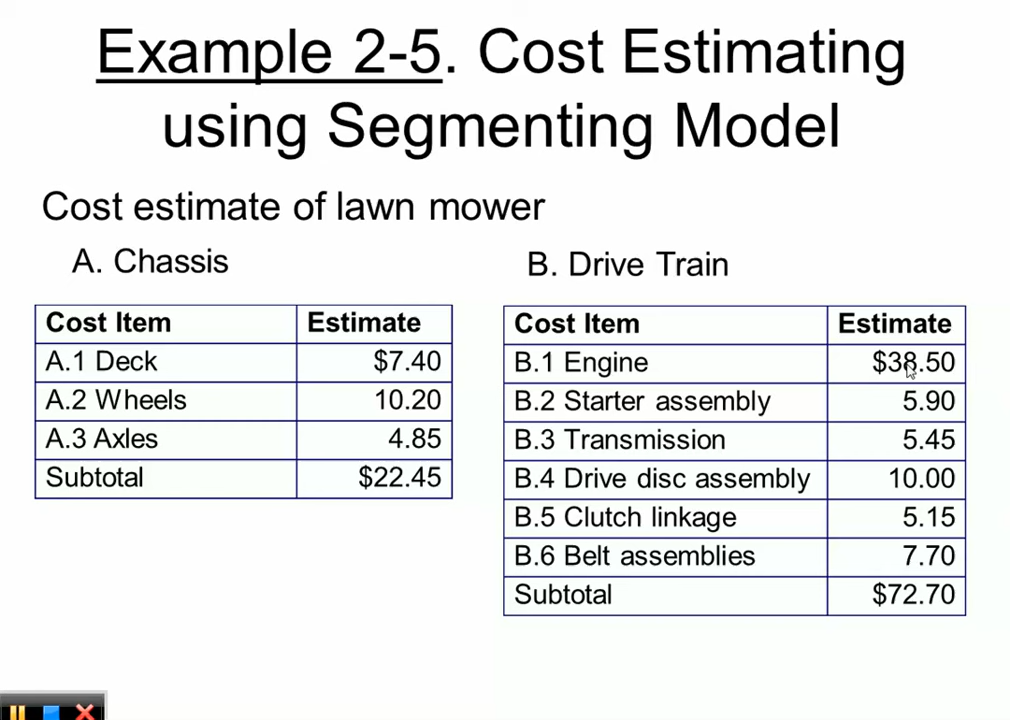 Example 2-5. Cost Estimating
using Segmenting Model
Cost estimate of lawn mower
A. Chassis
Cost Item Estimate
A.1 Deck $7.40
A.2 Wheels 10.20
A.3 Axles 4.85
Subtotal $22.45
B. Drive Train
Cost Item Estimate
B.1 Engine $38.50
B.2 Starter assembly 5.90
B.3 Transmission 5.45
B.4 Drive disc assembly 10.00
B.5 Clutch linkage 5.15
B.6 Belt assemblies 7.70
Subtotal $72.70